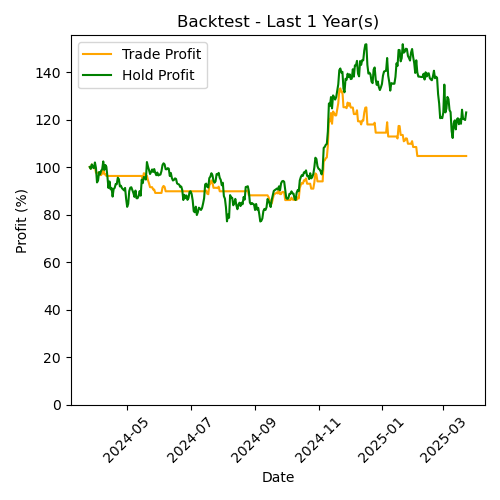 Backtest - Last 1 Year(s)
Trade Profit
Hold Profit
Profit (%)
140
120
100
80
60
40
20
0
2024-05
2024-07
2024-09
2024-11
2025-01
2025-03
Date